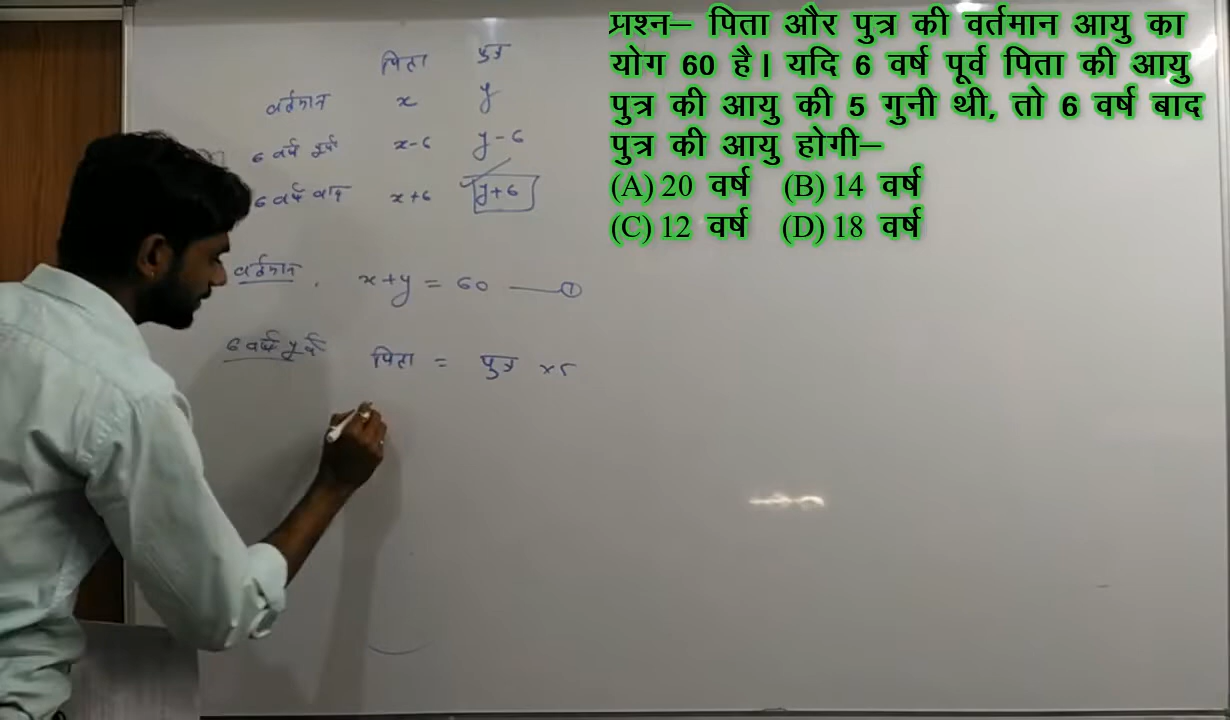 पिता पुत्र
वर्तमान x y
6 वर्ष पूर्व x-6 y-6
6 वर्ष बाद x+6 y+6
वर्तमान x+y = 60 —— ①
6 वर्ष पूर्व पिता = पुत्र ×5
प्रश्न– पिता और पुत्र की वर्तमान आयु का
योग 60 है। यदि 6 वर्ष पूर्व पिता की आयु
पुत्र की आयु की 5 गुनी थी, तो 6 वर्ष बाद
पुत्र की आयु होगी–
(A) 20 वर्ष (B) 14 वर्ष
(C) 12 वर्ष (D) 18 वर्ष